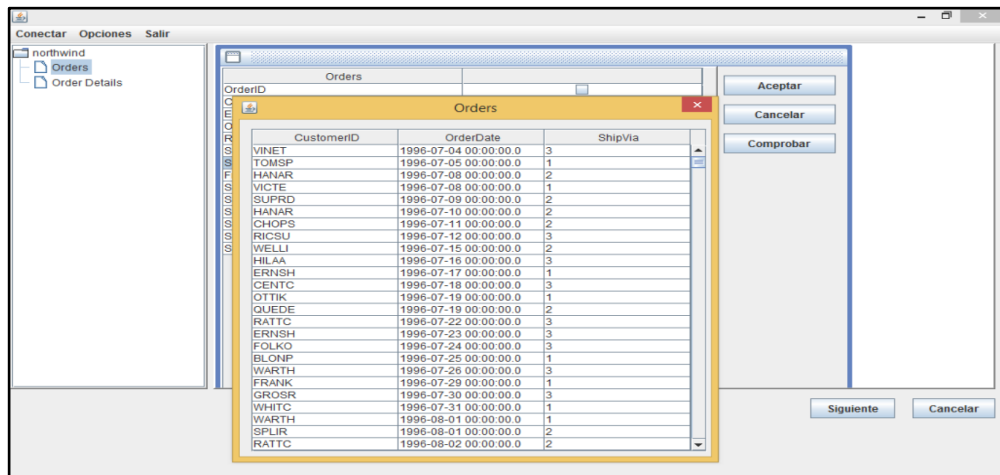 Conectar Opciones Salir
northwind
Orders
Order Details
Orders
OrderID
C
E
O
R
S
S
F
S
S
S
S
S
Aceptar
Cancelar
Comprobar
Orders
CustomerID OrderDate ShipVia
VINET 1996-07-04 00:00:00.0 3
TOMSP 1996-07-05 00:00:00.0 1
HANAR 1996-07-08 00:00:00.0 2
VICTE 1996-07-08 00:00:00.0 1
SUPRD 1996-07-09 00:00:00.0 2
HANAR 1996-07-10 00:00:00.0 2
CHOPS 1996-07-11 00:00:00.0 2
RICSU 1996-07-12 00:00:00.0 3
WELLI 1996-07-15 00:00:00.0 2
HILAA 1996-07-16 00:00:00.0 3
ERNSH 1996-07-17 00:00:00.0 1
CENTC 1996-07-18 00:00:00.0 3
OTTIK 1996-07-19 00:00:00.0 1
QUEDE 1996-07-19 00:00:00.0 2
RATTC 1996-07-22 00:00:00.0 3
ERNSH 1996-07-23 00:00:00.0 3
FOLKO 1996-07-24 00:00:00.0 3
BLONP 1996-07-25 00:00:00.0 1
WARTH 1996-07-26 00:00:00.0 3
FRANK 1996-07-29 00:00:00.0 1
GROSR 1996-07-30 00:00:00.0 3
WHITC 1996-07-31 00:00:00.0 1
WARTH 1996-08-01 00:00:00.0 1
SPLIR 1996-08-01 00:00:00.0 2
RATTC 1996-08-02 00:00:00.0 2
Siguiente Cancelar